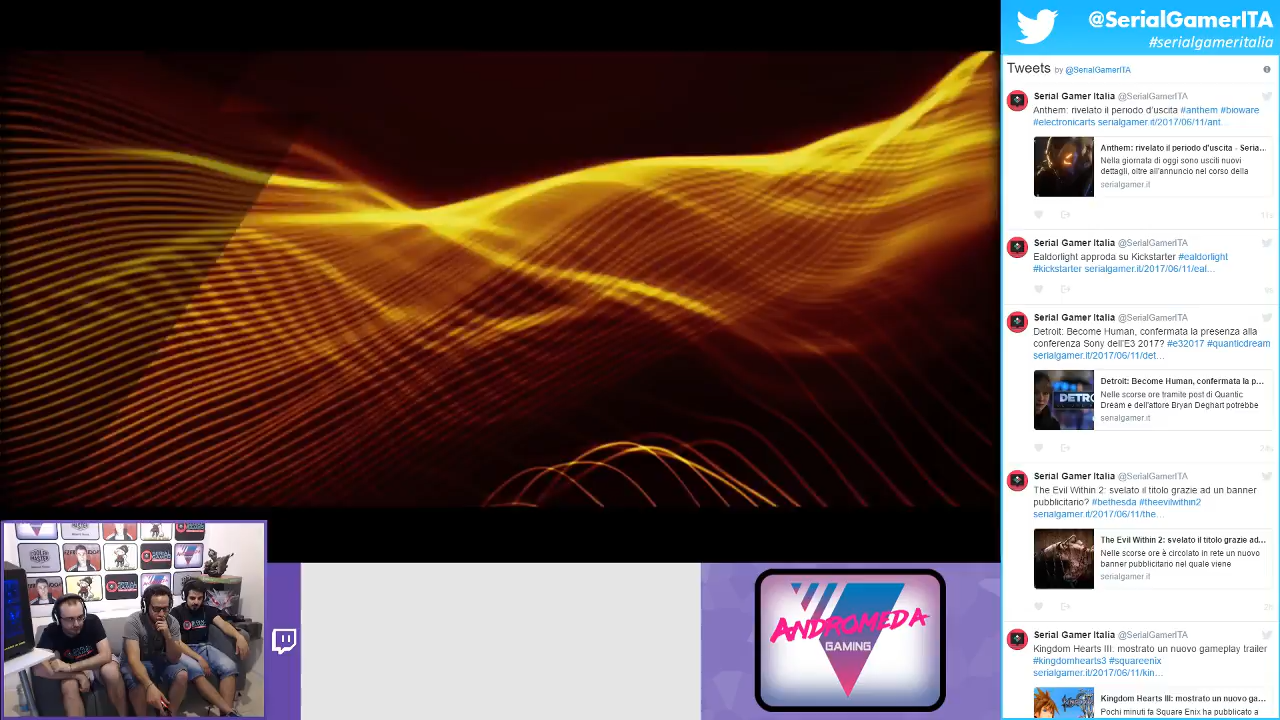 @SerialGamerITA
#serialgameritalia
Tweets by @SerialGamerITA
Serial Gamer Italia @SerialGamerITA
Anthem: rivelato il periodo d'uscita #anthem #bioware
#electronicarts serialgamer.it/2017/06/11/ant...
Anthem: rivelato il periodo d'uscita - Seria...
Nella giornata di oggi sono usciti nuovi
dettagli, oltre all'annuncio nel corso della
serialgamer.it
11s
Serial Gamer Italia @SerialGamerITA
Ealdorlight approda su Kickstarter #ealdorlight
#kickstarter serialgamer.it/2017/06/11/eal...
Serial Gamer Italia @SerialGamerITA
Detroit: Become Human, confermata la presenza alla
conferenza Sony dell'E3 2017? #e32017 #quanticdream
serialgamer.it/2017/06/11/det...
DETRO
Detroit: Become Human, confermata la p...
Nelle scorse ore tramite post di Quantic
Dream e dell'attore Bryan Deghart potrebbe
serialgamer.it
Serial Gamer Italia @SerialGamerITA
The Evil Within 2: svelato il titolo grazie ad un banner
pubblicitario? #bethesda #theevilwithin2
serialgamer.it/2017/06/11/the...
The Evil Within 2: svelato il titolo grazie ad...
Nelle scorse ore è circolato in rete un nuovo
banner pubblicitario nel quale viene
serialgamer.it
Serial Gamer Italia @SerialGamerITA
Kingdom Hearts III: mostrato un nuovo gameplay trailer
#kingdomhearts3 #squareenix
serialgamer.it/2017/06/11/kin...
Kingdom Hearts III: mostrato un nuovo ga...
Pochi minuti fa Square Enix ha pubblicato a
ANDROMEDA
GAMING